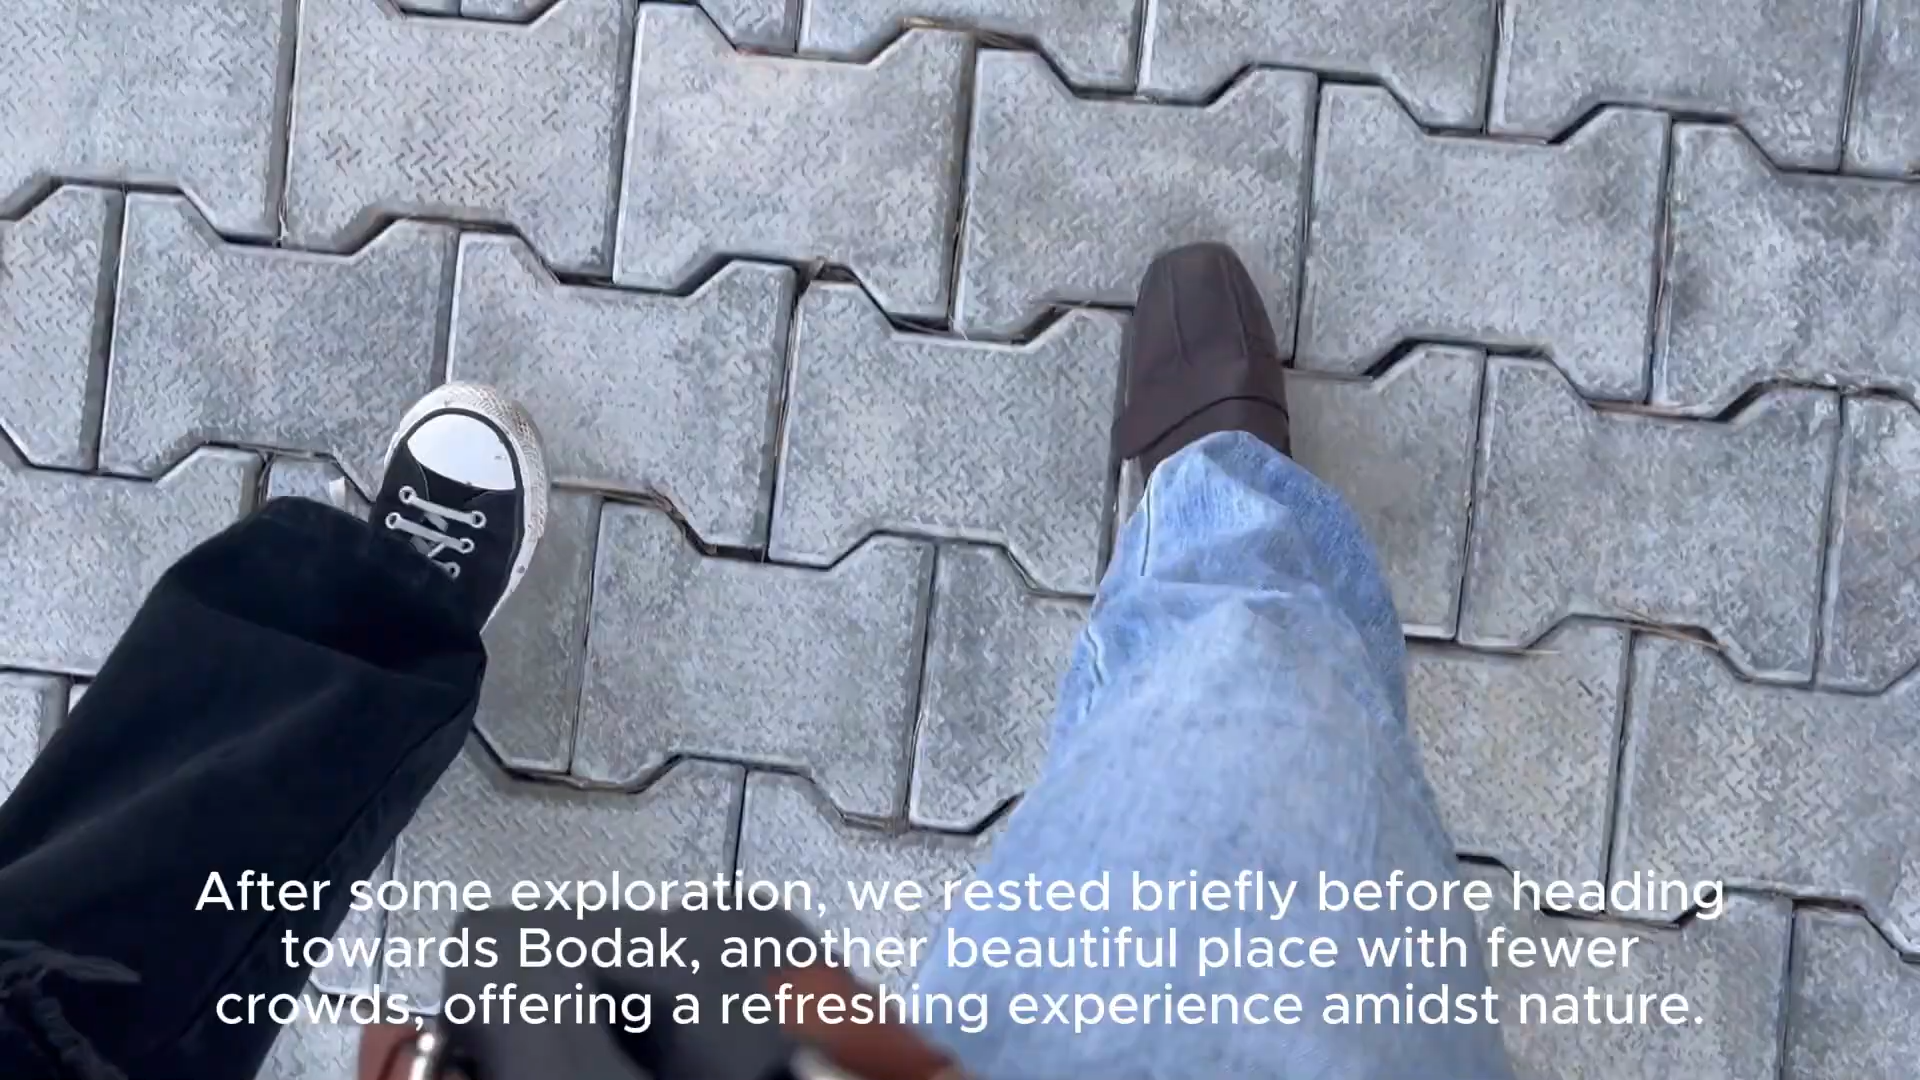 After some exploration, we rested briefly before heading
towards Bodak, another beautiful place with fewer
crowds, offering a refreshing experience amidst nature.